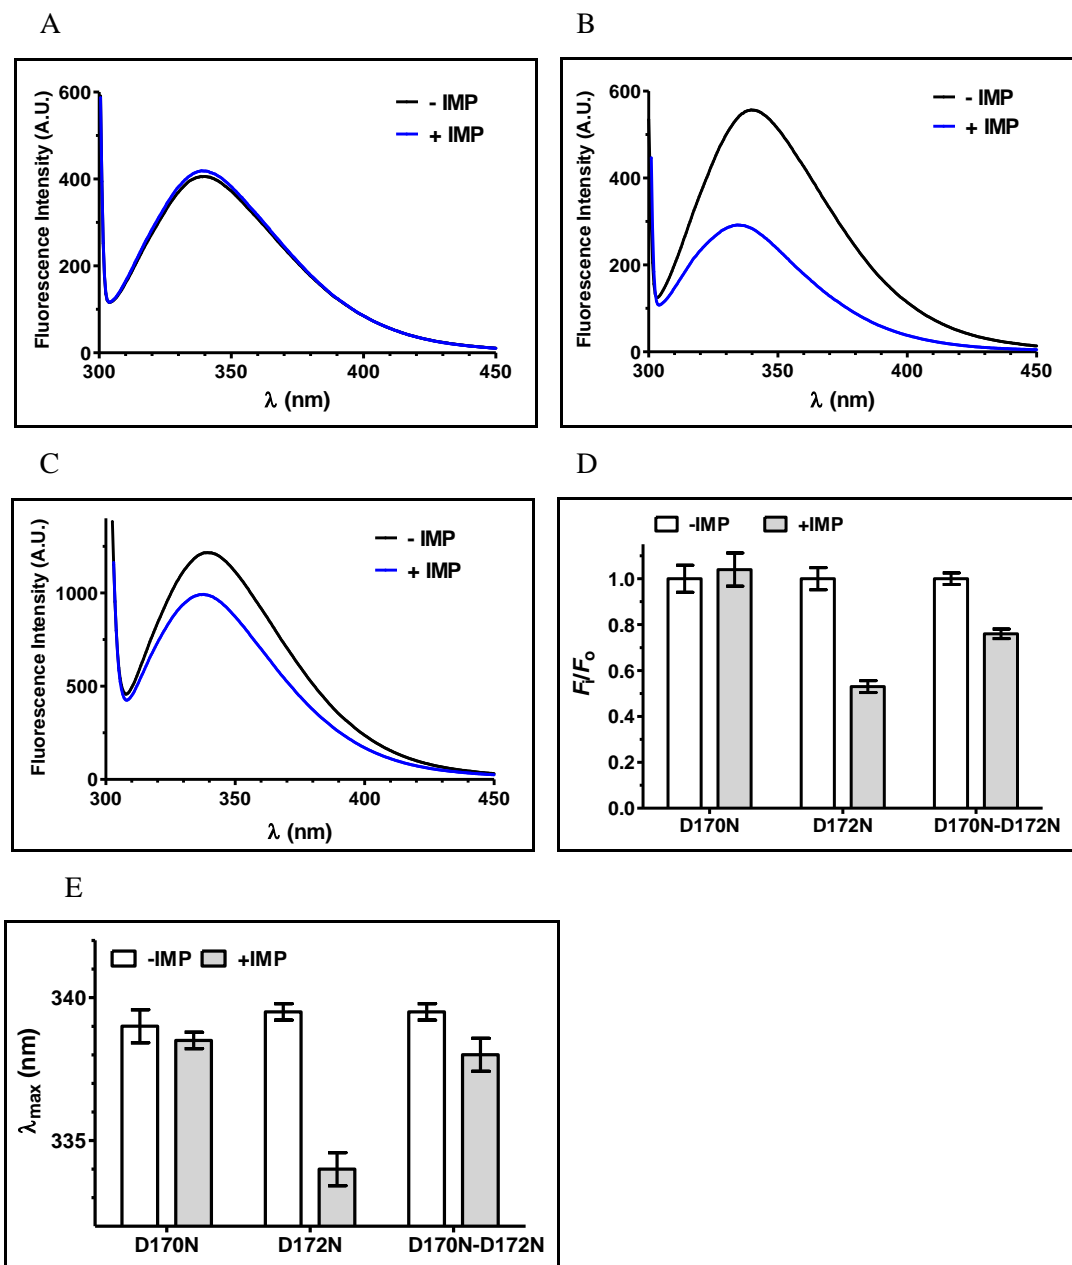 A
Fluorescence Intensity (A.U.)
600
400
200
0
300
350
400
450
λ (nm)
- IMP
+ IMP
B
Fluorescence Intensity (A.U.)
600
400
200
0
300
350
400
450
λ (nm)
- IMP
+ IMP
C
Fluorescence Intensity (A.U.)
1000
500
0
300
350
400
450
λ (nm)
- IMP
+ IMP
D
-IMP
+IMP
Fi/Fo
1.0
0.8
0.6
0.4
0.2
0.0
D170N
D172N
D170N-D172N
E
-IMP
+IMP
λmax (nm)
340
335
D170N
D172N
D170N-D172N